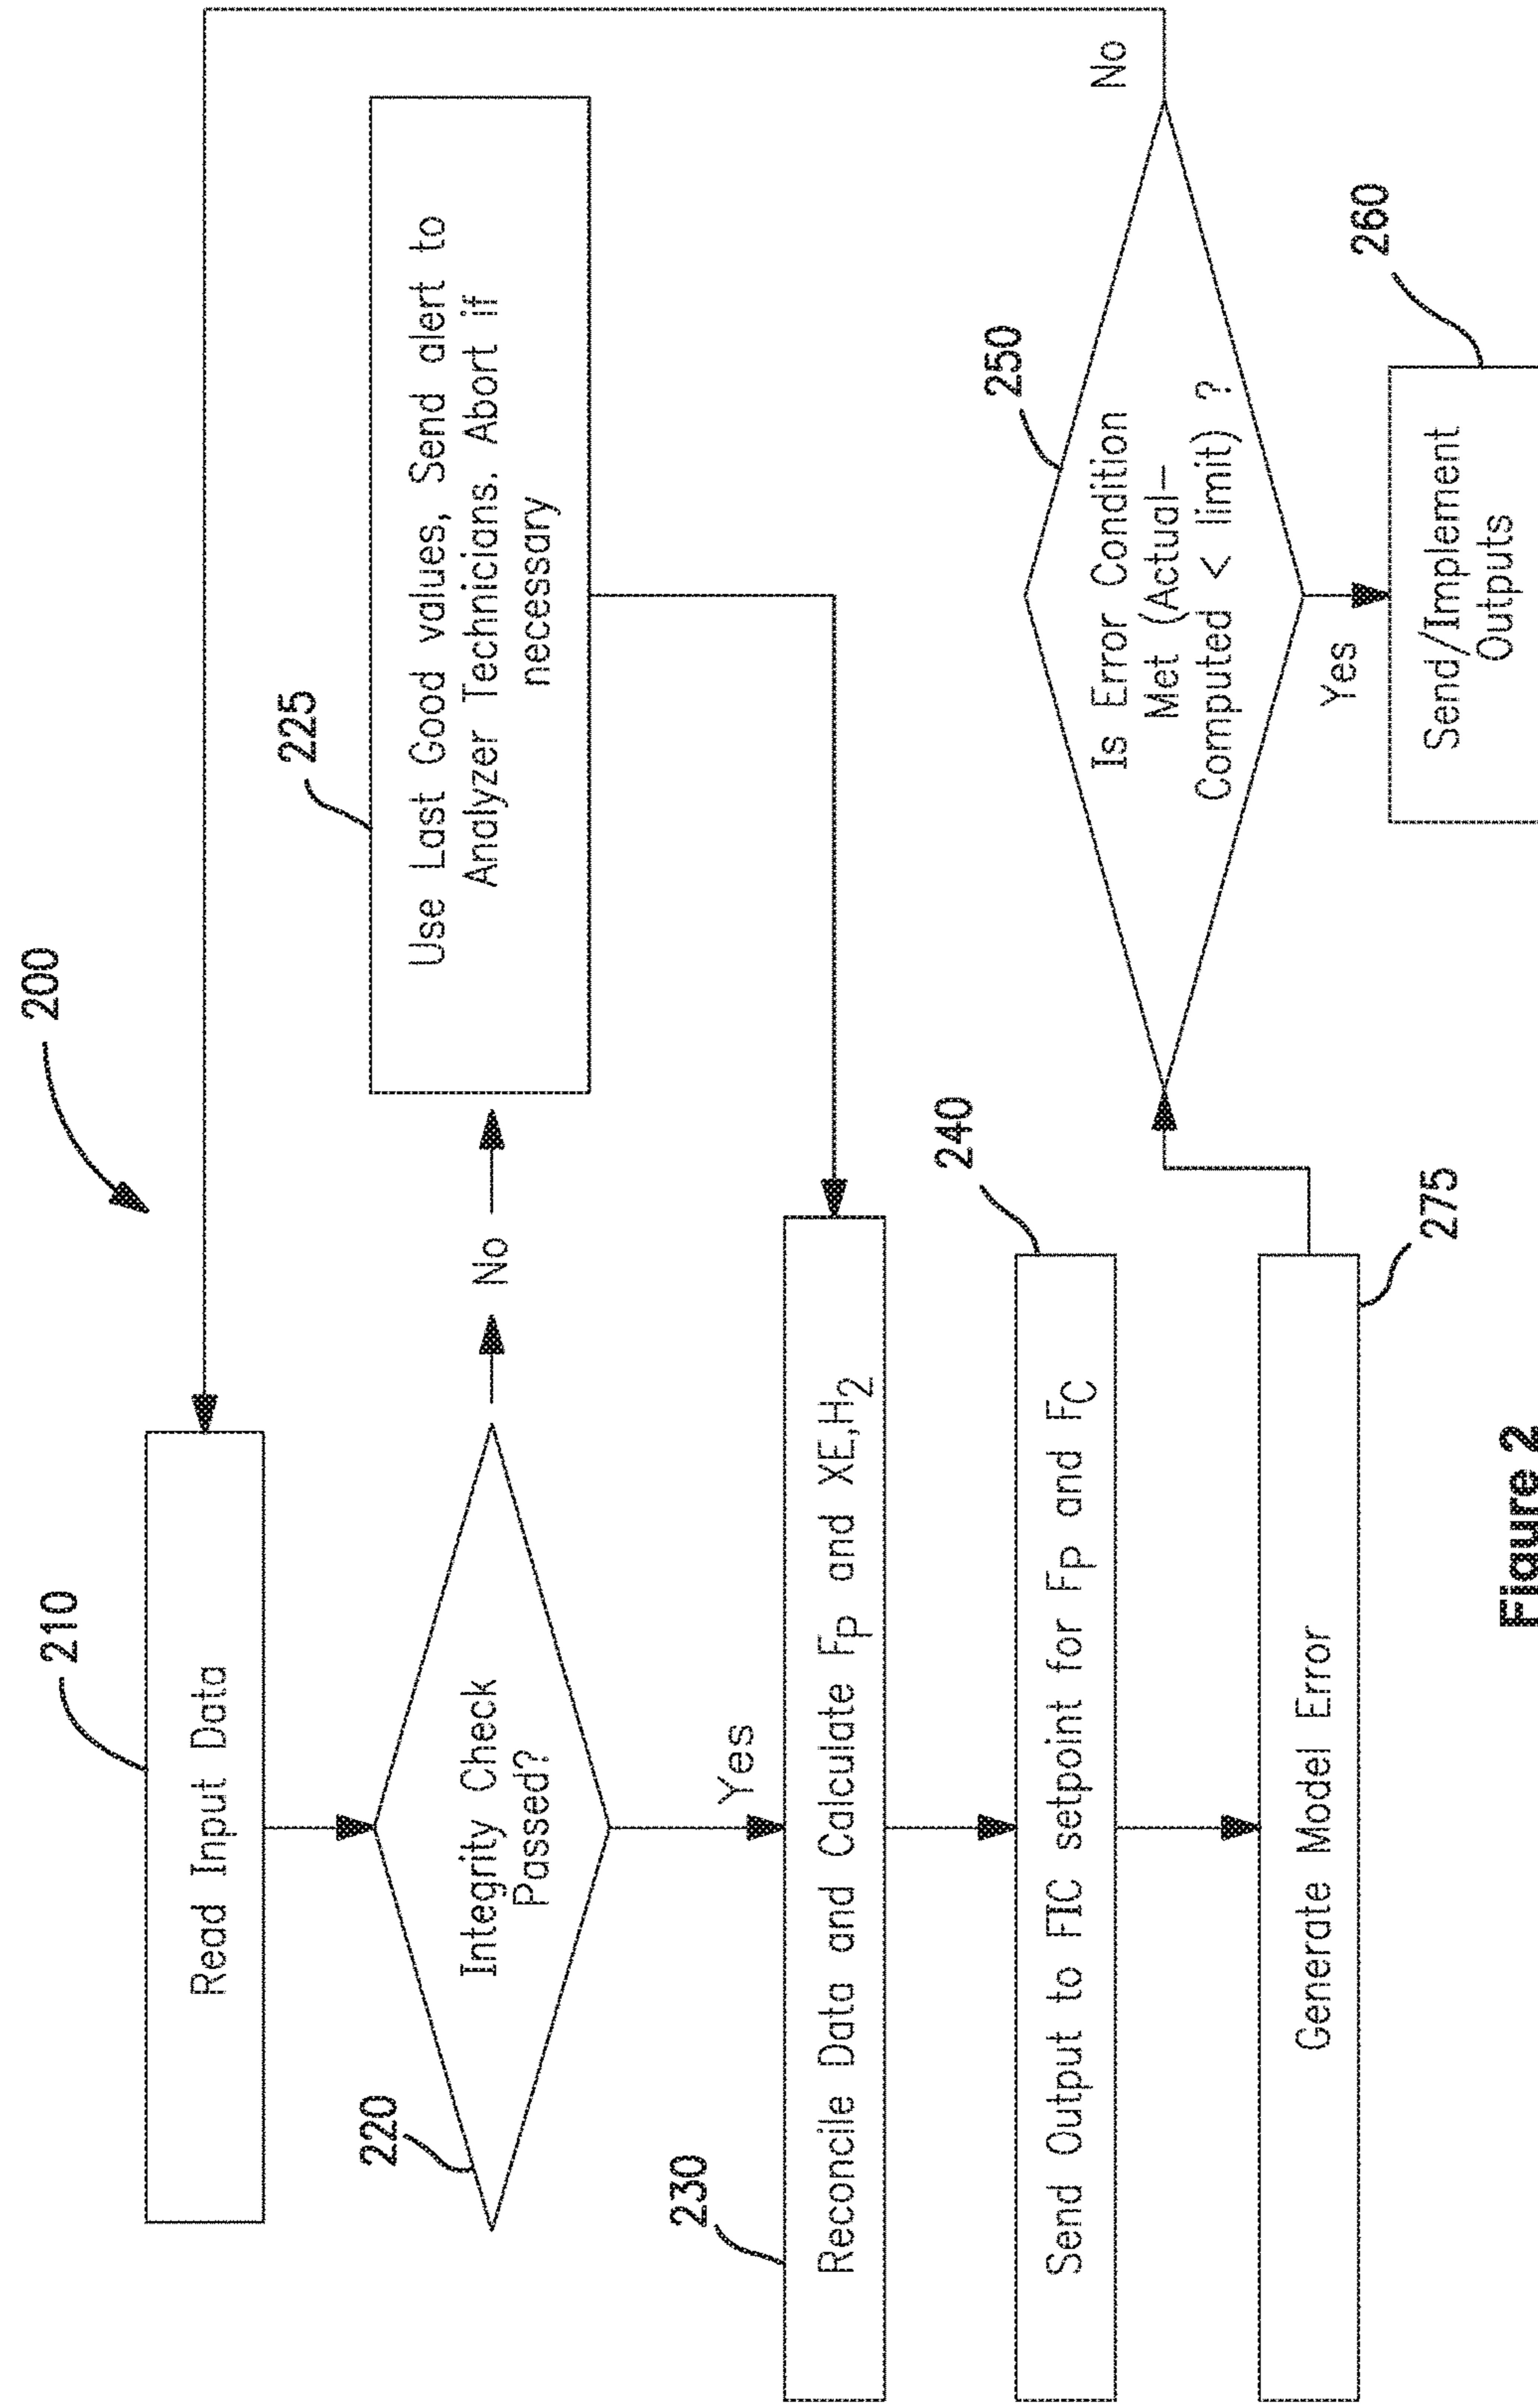 200
210
Read Input Data
220
Integrity Check
Passed?
No
225
Use Last Good values, Send alert to
Analyzer Technicians. Abort if
necessary
Yes
230
Reconcile Data and Calculate Fp and XE,H2
240
Send Output to FIC setpoint for Fp and FC
Generate Model Error
275
250
Is Error Condition
Met (Actual–
Computed < limit) ?
No
Yes
260
Send/Implement
Outputs
Figure 2